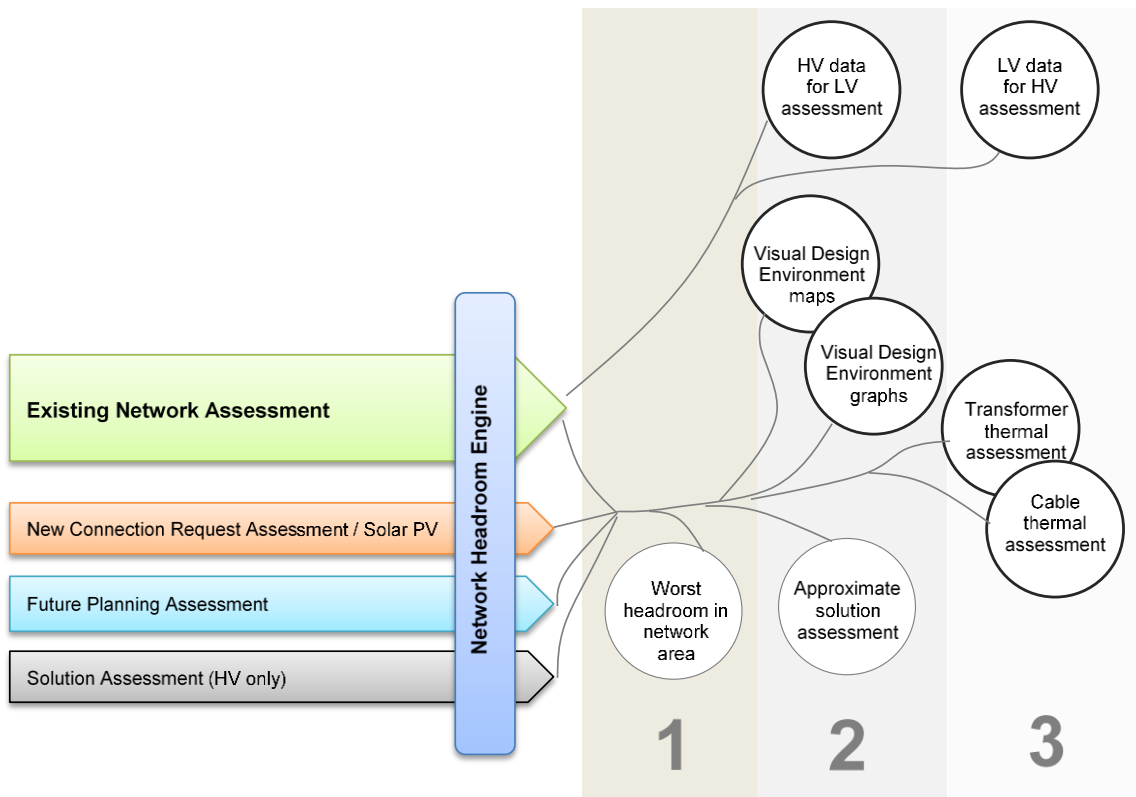 HV data
for LV
assessment
LV data
for HV
assessment
Visual Design
Environment
maps
Visual Design
Environment
graphs
Existing Network Assessment
New Connection Request Assessment / Solar PV
Future Planning Assessment
Solution Assessment (HV only)
Network Headroom Engine
Transformer
thermal
assessment
Cable
thermal
assessment
Worst
headroom in
network
area
Approximate
solution
assessment
1
2
3